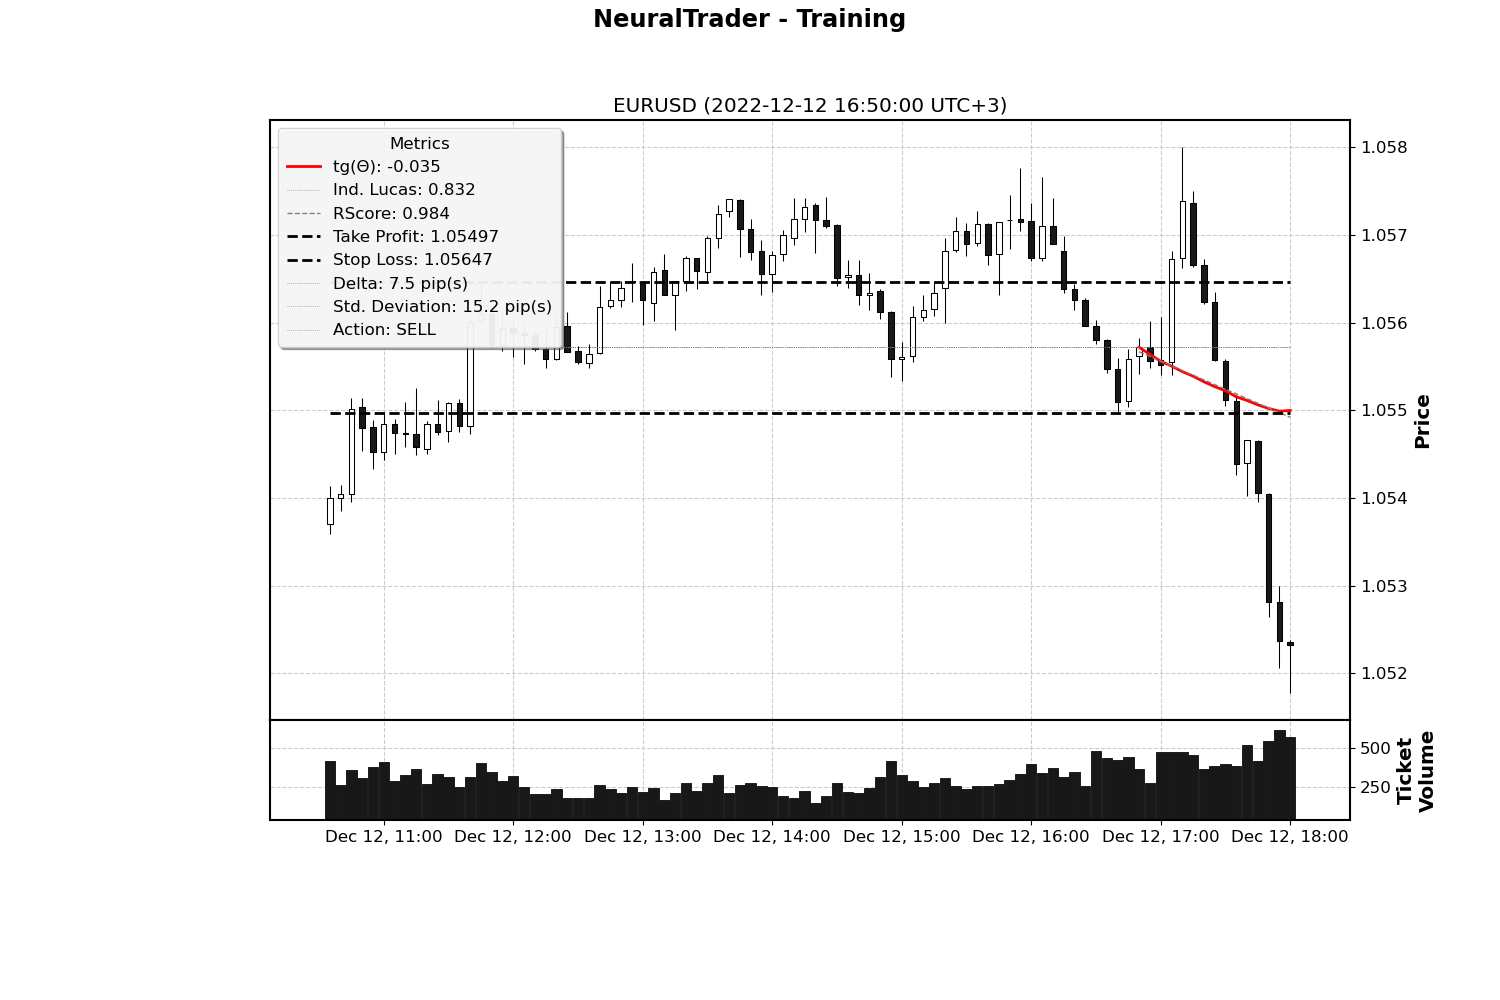 NeuralTrader - Training
EURUSD (2022-12-12 16:50:00 UTC+3)
Metrics
tg(Θ): -0.035
Ind. Lucas: 0.832
RScore: 0.984
Take Profit: 1.05497
Stop Loss: 1.05647
Delta: 7.5 pip(s)
Std. Deviation: 15.2 pip(s)
Action: SELL
1.058
1.057
1.056
1.055
1.054
1.053
1.052
Price
500
250
Ticket
Volume
Dec 12, 11:00 Dec 12, 12:00 Dec 12, 13:00 Dec 12, 14:00 Dec 12, 15:00 Dec 12, 16:00 Dec 12, 17:00 Dec 12, 18:00